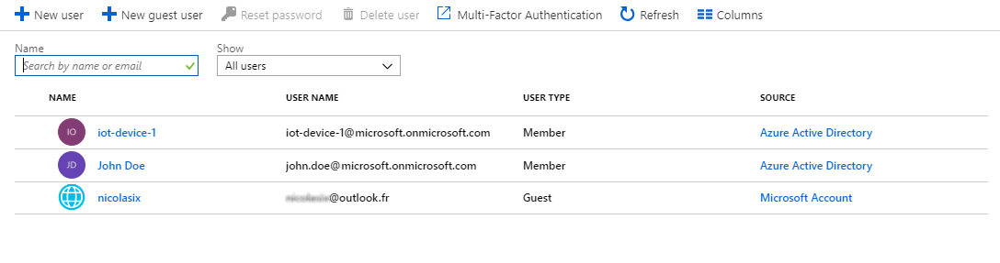 New user New guest user Reset password Delete user Multi-Factor Authentication Refresh Columns
Name Show
Search by name or email All users
NAME USER NAME USER TYPE SOURCE
IO iot-device-1 iot-device-1@microsoft.onmicrosoft.com Member Azure Active Directory
JD John Doe john.doe@microsoft.onmicrosoft.com Member Azure Active Directory
nicolasix @outlook.fr Guest Microsoft Account